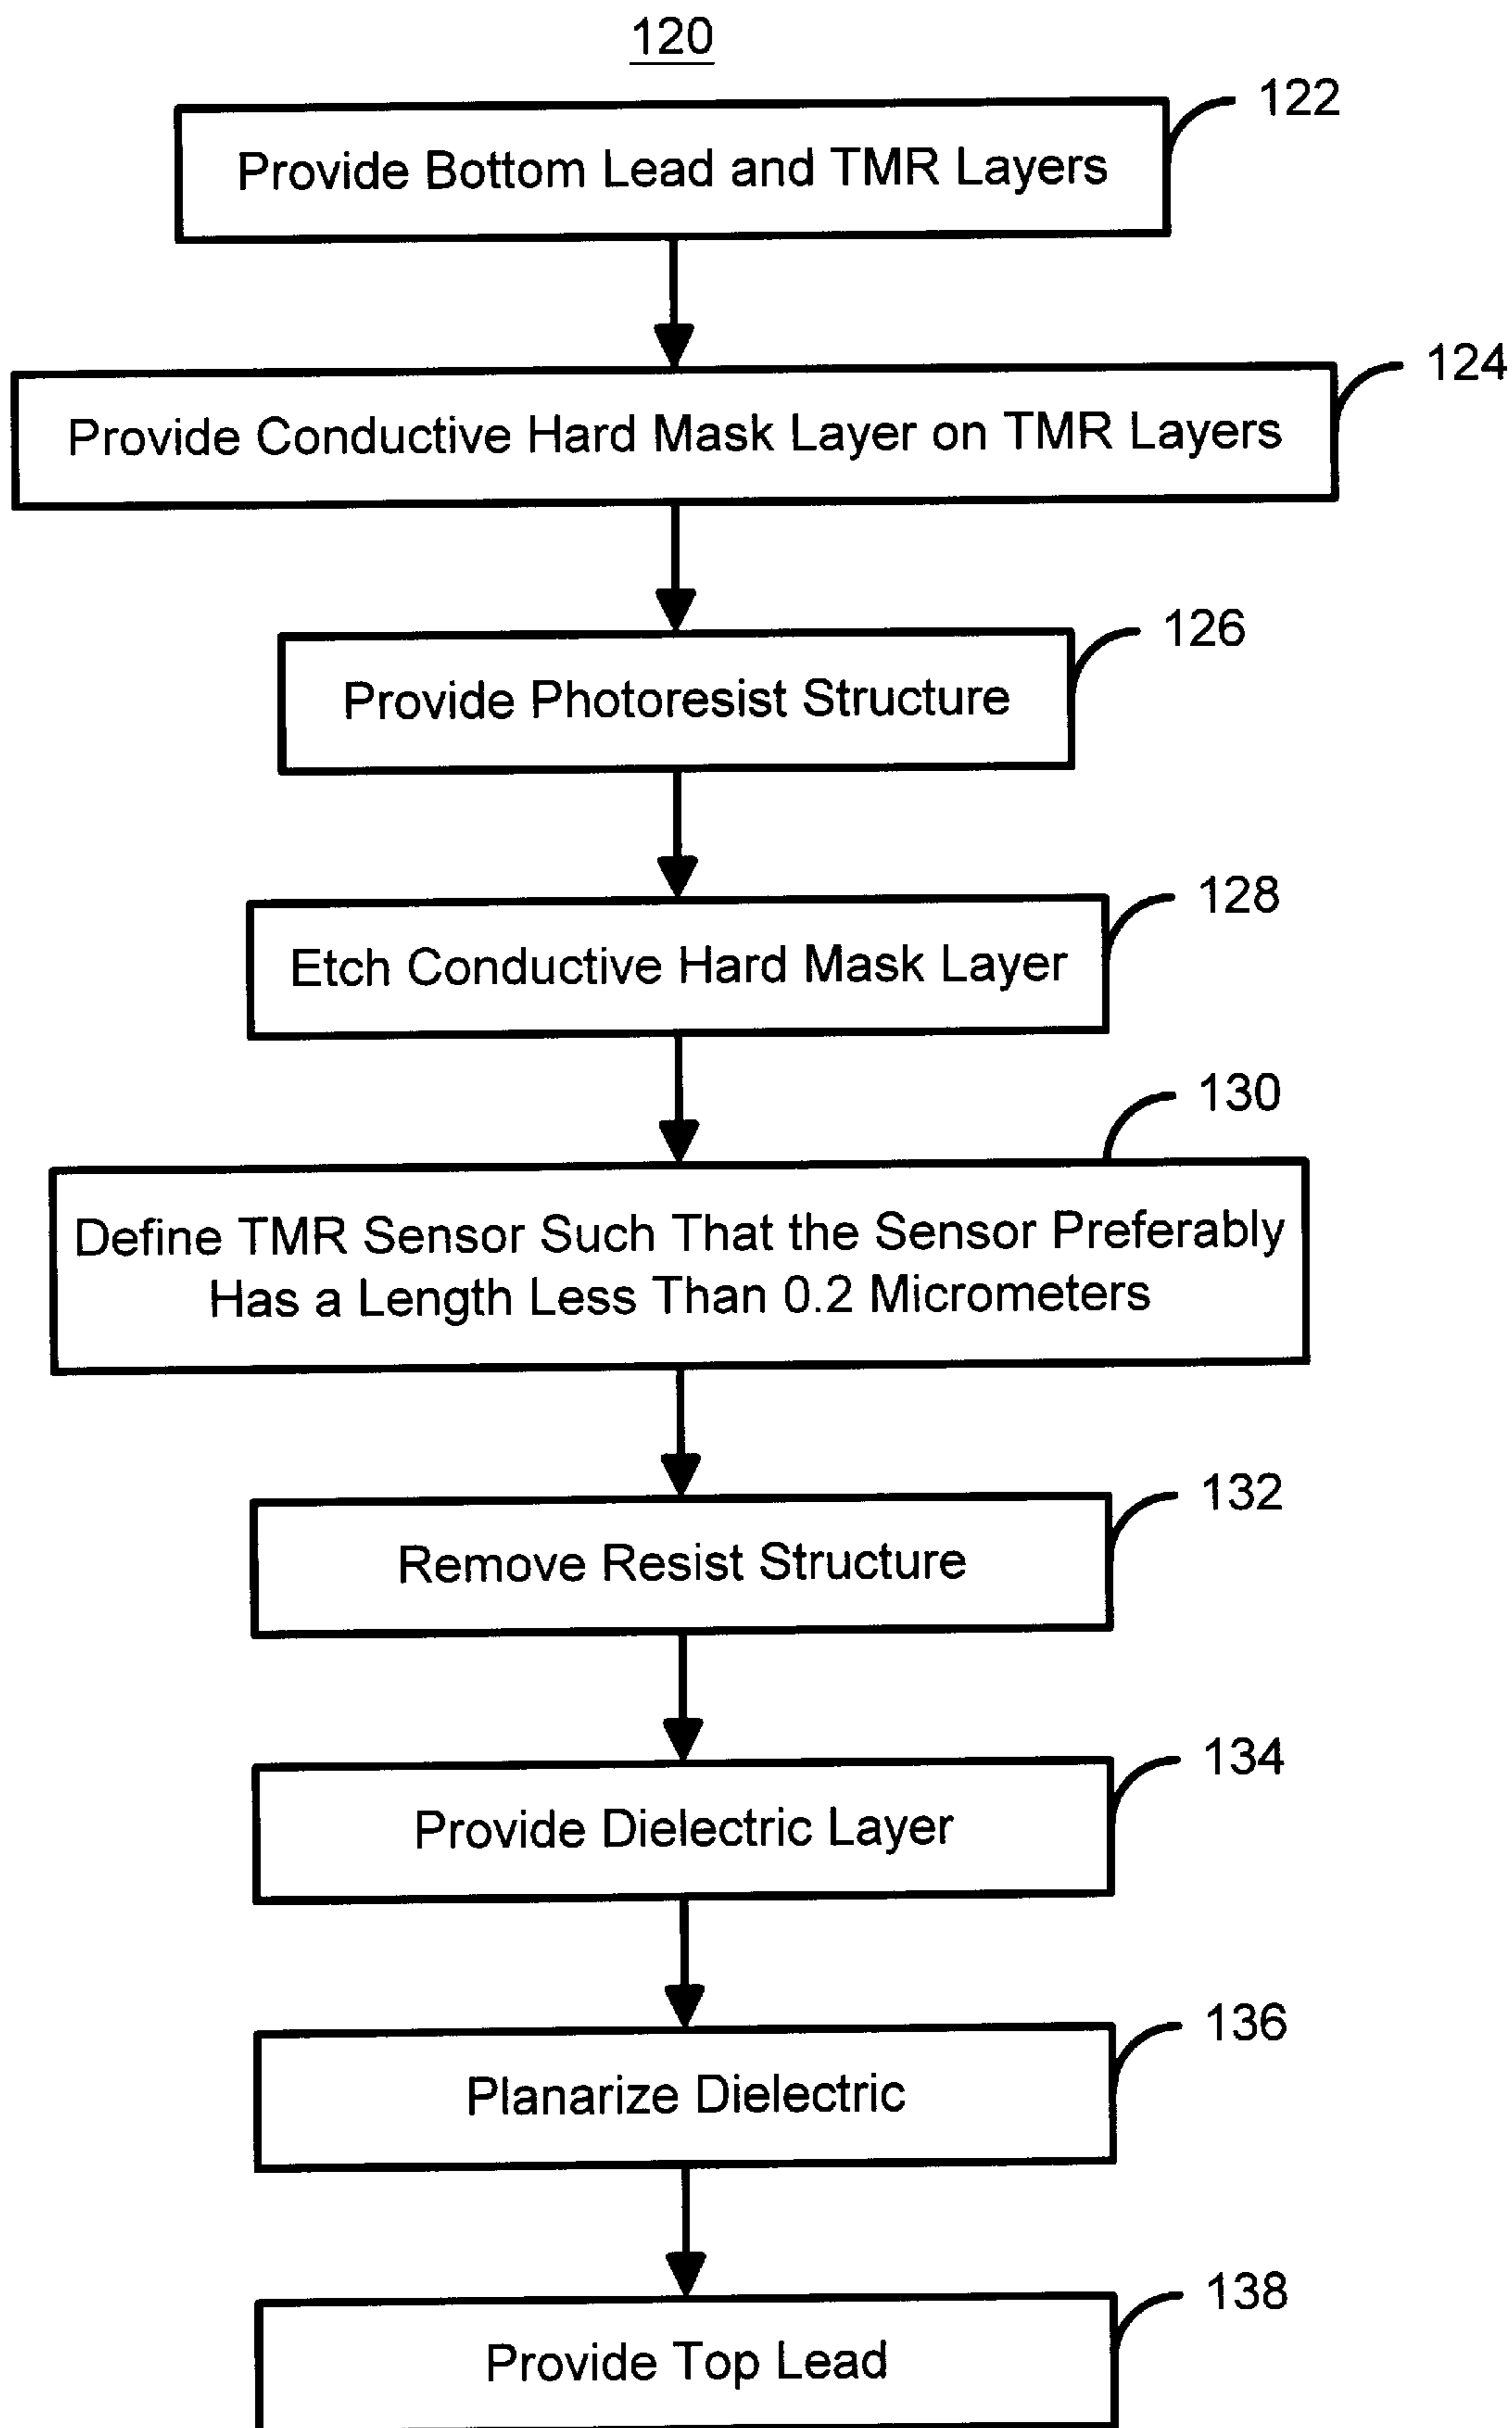 120
122
Provide Bottom Lead and TMR Layers
124
Provide Conductive Hard Mask Layer on TMR Layers
126
Provide Photoresist Structure
128
Etch Conductive Hard Mask Layer
130
Define TMR Sensor Such That the Sensor Preferably
Has a Length Less Than 0.2 Micrometers
132
Remove Resist Structure
134
Provide Dielectric Layer
136
Planarize Dielectric
138
Provide Top Lead